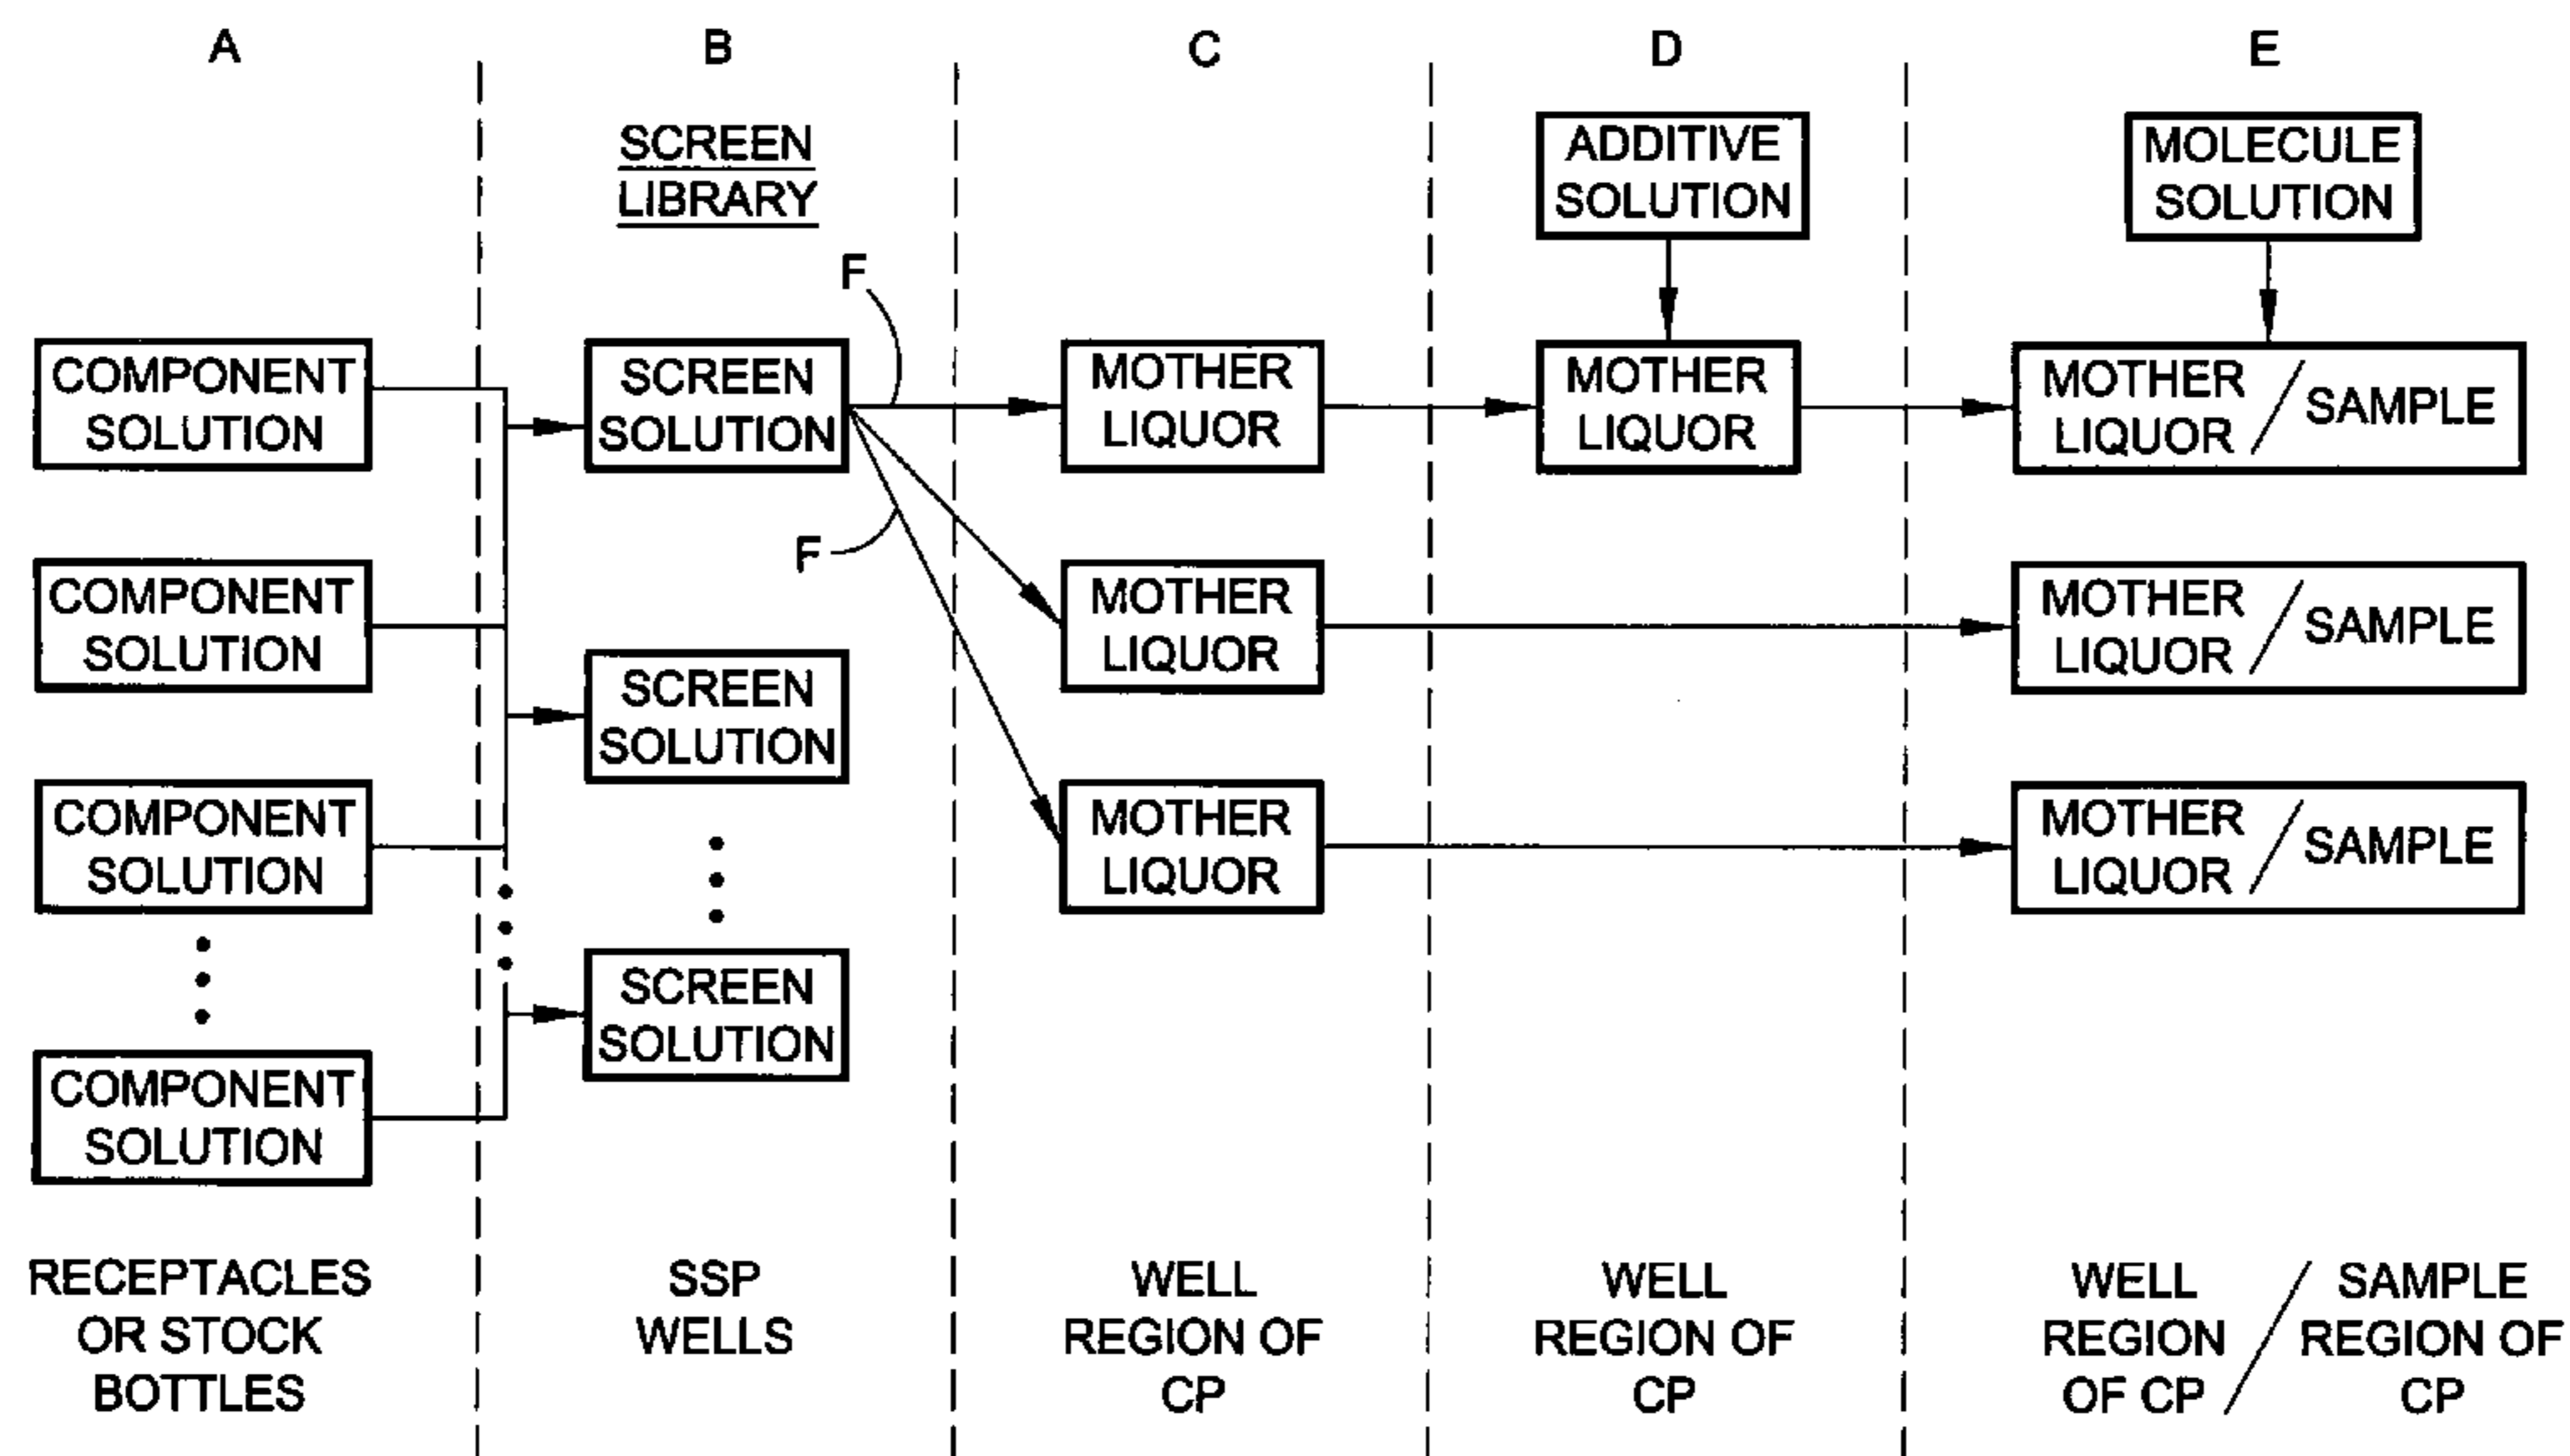 A
B
C
D
E
SCREEN
LIBRARY
ADDITIVE
SOLUTION
MOLECULE
SOLUTION
F
F
COMPONENT
SOLUTION
COMPONENT
SOLUTION
COMPONENT
SOLUTION
COMPONENT
SOLUTION
SCREEN
SOLUTION
SCREEN
SOLUTION
SCREEN
SOLUTION
MOTHER
LIQUOR
MOTHER
LIQUOR
MOTHER
LIQUOR
MOTHER
LIQUOR
MOTHER
LIQUOR / SAMPLE
MOTHER
LIQUOR / SAMPLE
MOTHER
LIQUOR / SAMPLE
RECEPTACLES
OR STOCK
BOTTLES
SSP
WELLS
WELL
REGION OF
CP
WELL
REGION OF
CP
WELL
REGION
OF CP /
SAMPLE
REGION OF
CP